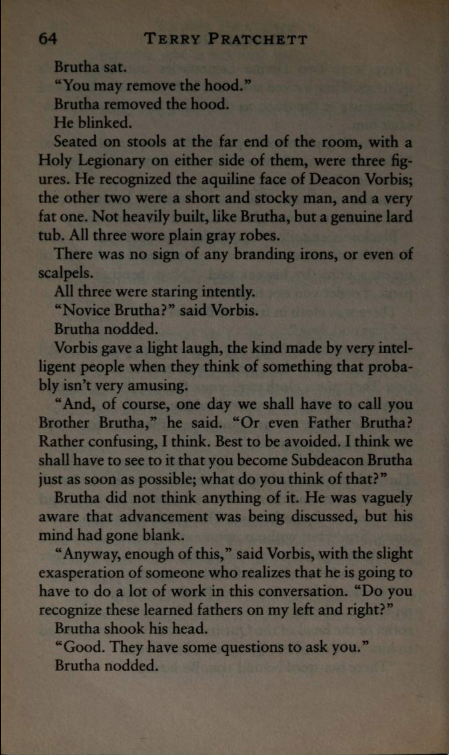 64 TERRY PRATCHETT
Brutha sat.
“You may remove the hood.”
Brutha removed the hood.
He blinked.
Seated on stools at the far end of the room, with a
Holy Legionary on either side of them, were three fig-
ures. He recognized the aquiline face of Deacon Vorbis;
the other two were a short and stocky man, and a very
fat one. Not heavily built, like Brutha, but a genuine lard
tub. All three wore plain gray robes.
There was no sign of any branding irons, or even of
scalpels.
All three were staring intently.
“Novice Brutha?” said Vorbis.
Brutha nodded.
Vorbis gave a light laugh, the kind made by very intel-
ligent people when they think of something that proba-
bly isn’t very amusing.
“And, of course, one day we shall have to call you
Brother Brutha,” he said. “Or even Father Brutha?
Rather confusing, I think. Best to be avoided. I think we
shall have to see to it that you become Subdeacon Brutha
just as soon as possible; what do you think of that?”
Brutha did not think anything of it. He was vaguely
aware that advancement was being discussed, but his
mind had gone blank.
“Anyway, enough of this,” said Vorbis, with the slight
exasperation of someone who realizes that he is going to
have to do a lot of work in this conversation. “Do you
recognize these learned fathers on my left and right?”
Brutha shook his head.
“Good. They have some questions to ask you.”
Brutha nodded.